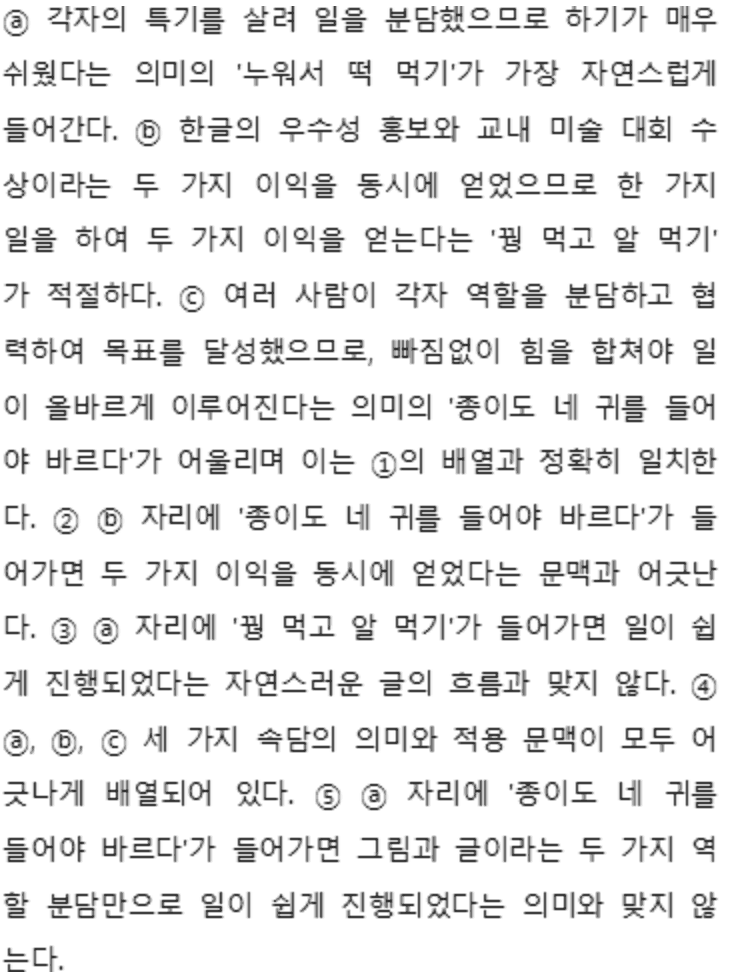 ⓐ 각자의 특기를 살려 일을 분담했으므로 하기가 매우
쉬웠다는 의미의 '누워서 떡 먹기'가 가장 자연스럽게
들어간다. ⓑ 한글의 우수성 홍보와 교내 미술 대회 수
상이라는 두 가지 이익을 동시에 얻었으므로 한 가지
일을 하여 두 가지 이익을 얻는다는 '꿩 먹고 알 먹기'
가 적절하다. ⓒ 여러 사람이 각자 역할을 분담하고 협
력하여 목표를 달성했으므로, 빠짐없이 힘을 합쳐야 일
이 올바르게 이루어진다는 의미의 '종이도 네 귀를 들어
야 바르다'가 어울리며 이는 ①의 배열과 정확히 일치한
다. ② ⓑ 자리에 '종이도 네 귀를 들어야 바르다'가 들
어가면 두 가지 이익을 동시에 얻었다는 문맥과 어긋난
다. ③ ⓐ 자리에 '꿩 먹고 알 먹기'가 들어가면 일이 쉽
게 진행되었다는 자연스러운 글의 흐름과 맞지 않다. ④
ⓐ, ⓑ, ⓒ 세 가지 속담의 의미와 적용 문맥이 모두 어
긋나게 배열되어 있다. ⑤ ⓐ 자리에 '종이도 네 귀를
들어야 바르다'가 들어가면 그림과 글이라는 두 가지 역
할 분담만으로 일이 쉽게 진행되었다는 의미와 맞지 않
는다.